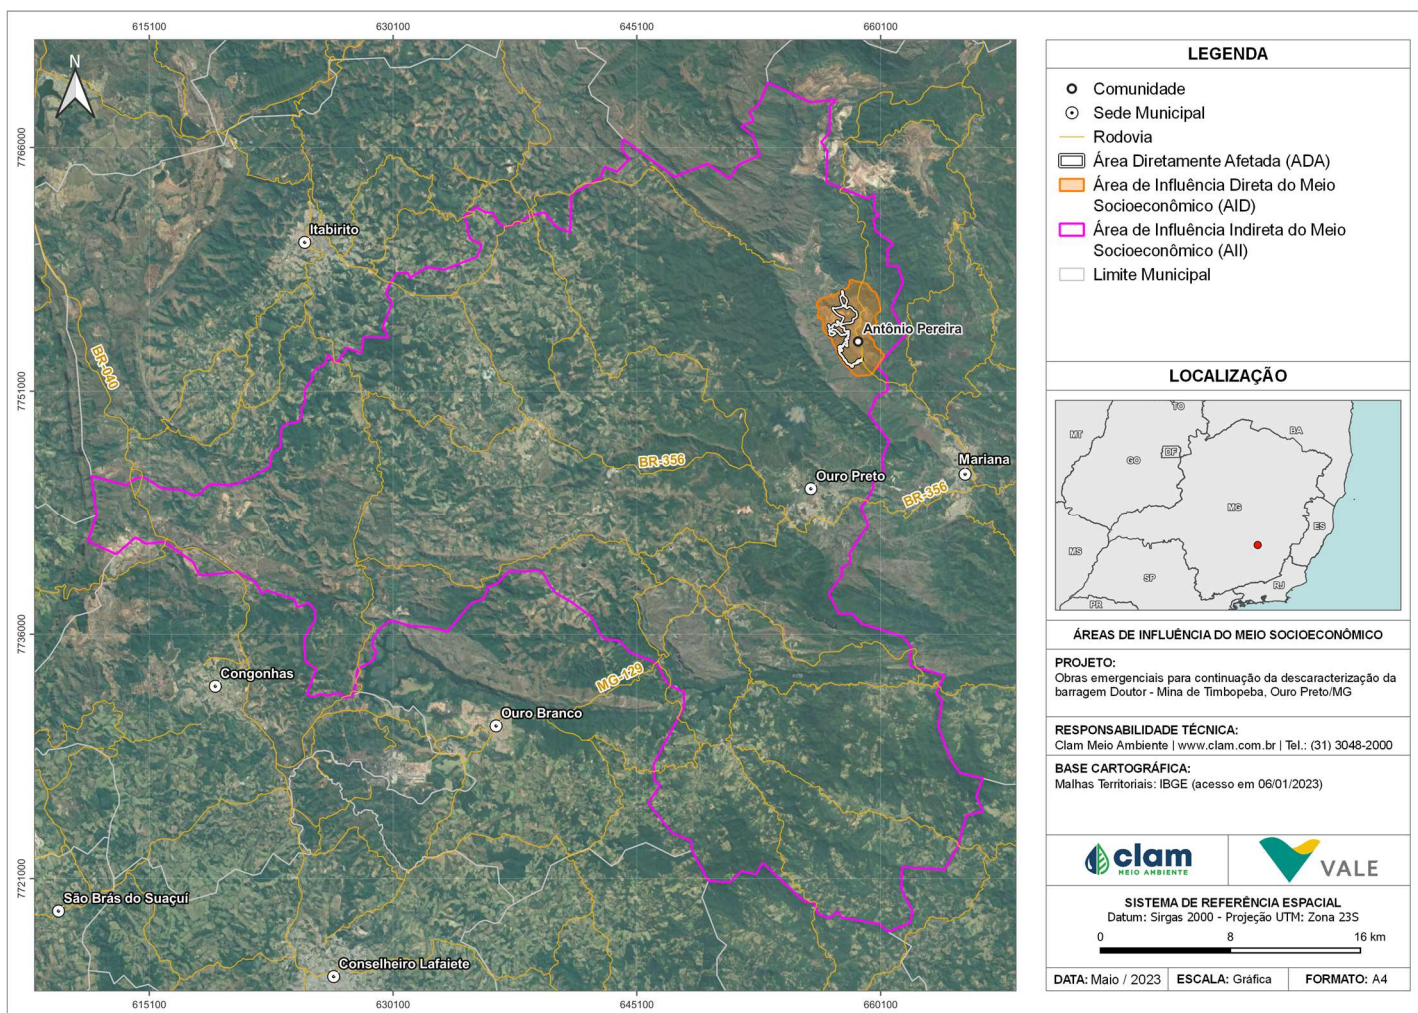 615100
630100
645100
660100
7766000
7751000
7736000
7721000
N
Itabirito
BR-040
Antônio Pereira
BR-356
Ouro Preto
Mariana
BR-356
Congonhas
MG-129
Ouro Branco
São Brás do Suaçuí
Conselheiro Lafaiete
615100
630100
645100
660100
LEGENDA
Comunidade
Sede Municipal
Rodovia
Área Diretamente Afetada (ADA)
Área de Influência Direta do Meio
Socioeconômico (AID)
Área de Influência Indireta do Meio
Socioeconômico (AII)
Limite Municipal
LOCALIZAÇÃO
TO
MT
BA
GO
DF
MG
ES
MS
SP
RJ
PR
ÁREAS DE INFLUÊNCIA DO MEIO SOCIOECONÔMICO
PROJETO:
Obras emergenciais para continuação da descaracterização da
barragem Doutor - Mina de Timbopeba, Ouro Preto/MG
RESPONSABILIDADE TÉCNICA:
Clam Meio Ambiente | www.clam.com.br | Tel.: (31) 3048-2000
BASE CARTOGRÁFICA:
Malhas Territoriais: IBGE (acesso em 06/01/2023)
clam
MEIO AMBIENTE
VALE
SISTEMA DE REFERÊNCIA ESPACIAL
Datum: Sirgas 2000 - Projeção UTM: Zona 23S
0 8 16 km
DATA: Maio / 2023 ESCALA: Gráfica FORMATO: A4